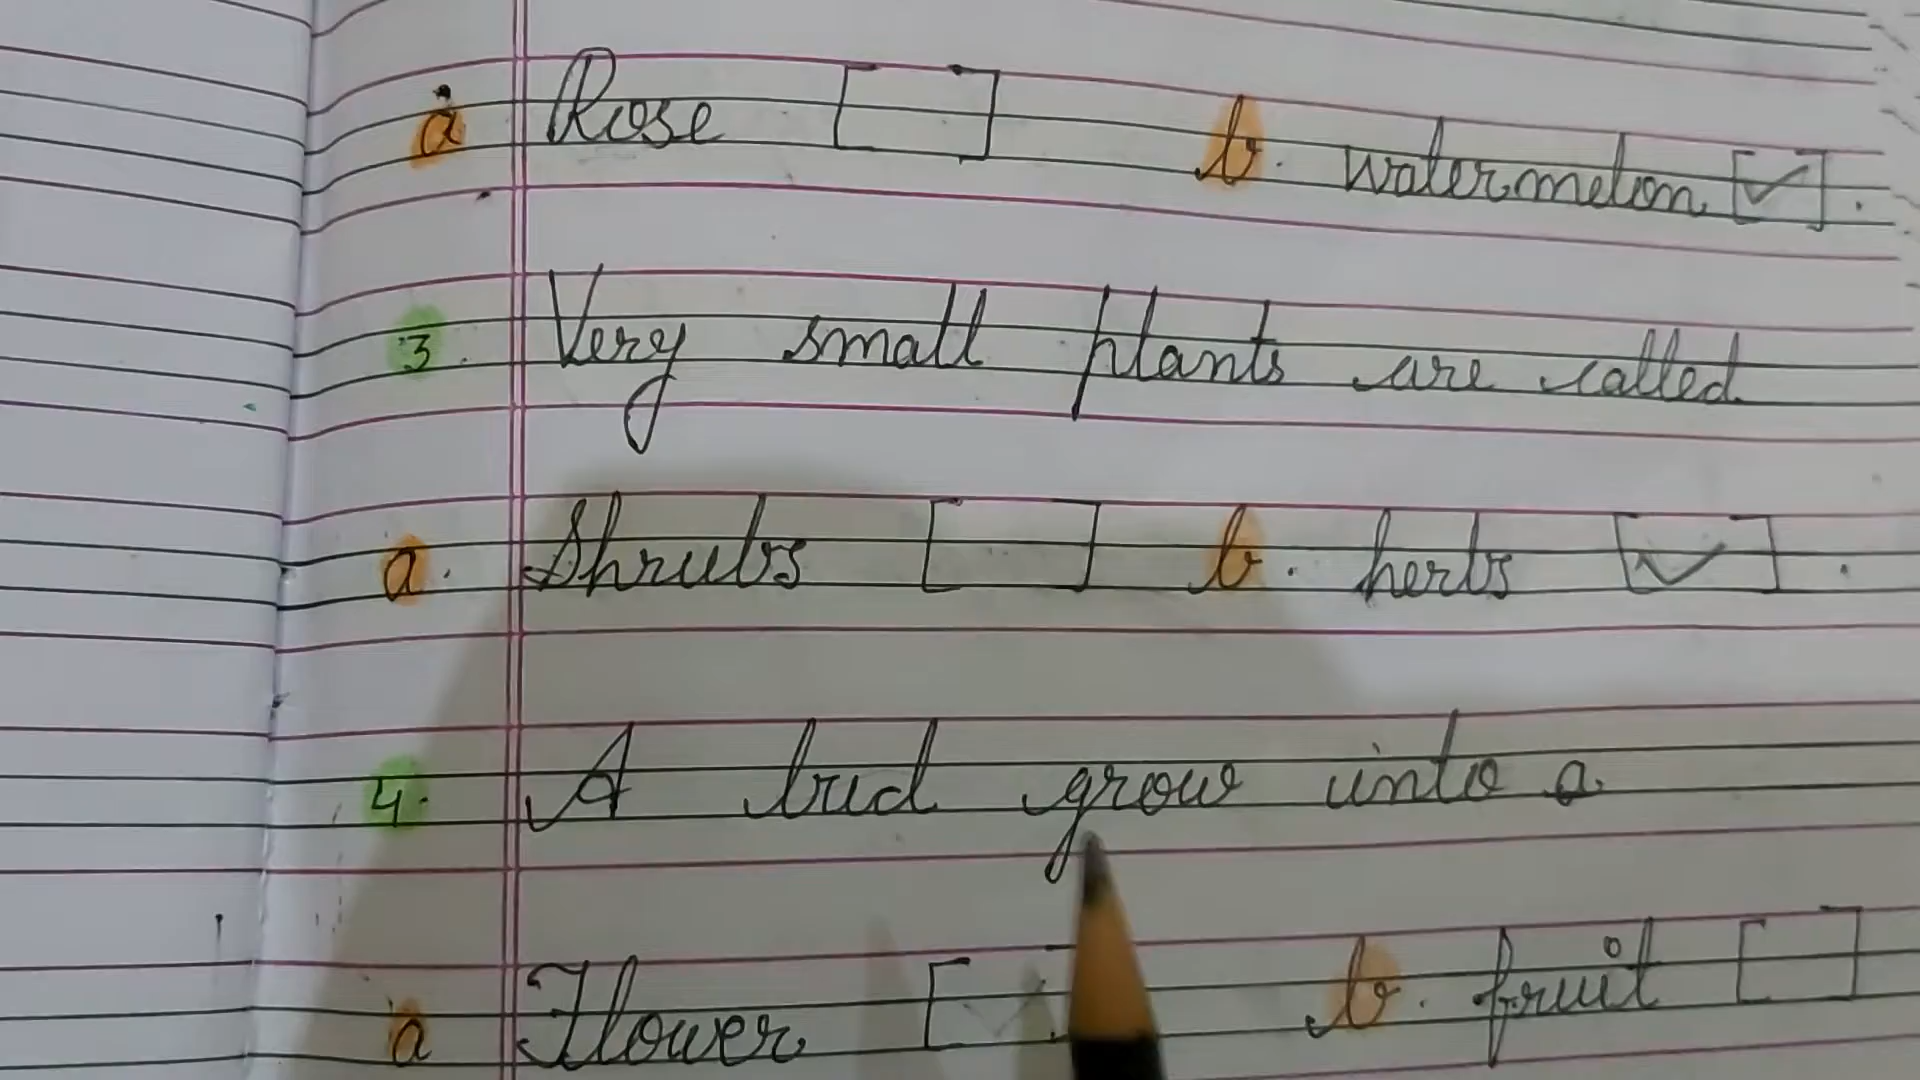 a Rose b. watermelon ✓.
3. Very small plants are called
a. Shrubs b. herbs ✓.
4. A bud grow into a
a Flower b. fruit